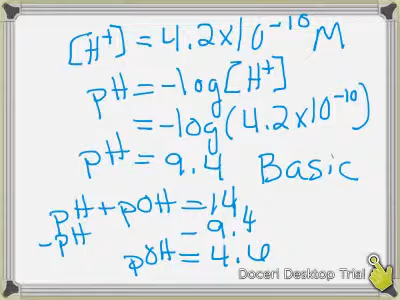 [H⁺] = 4.2x10⁻¹⁰ M
pH = -log[H⁺]
= -log(4.2x10⁻¹⁰)
pH = 9.4 Basic
pH + pOH = 14
-pH - 9.4
pOH = 4.6
Doceri Desktop Trial